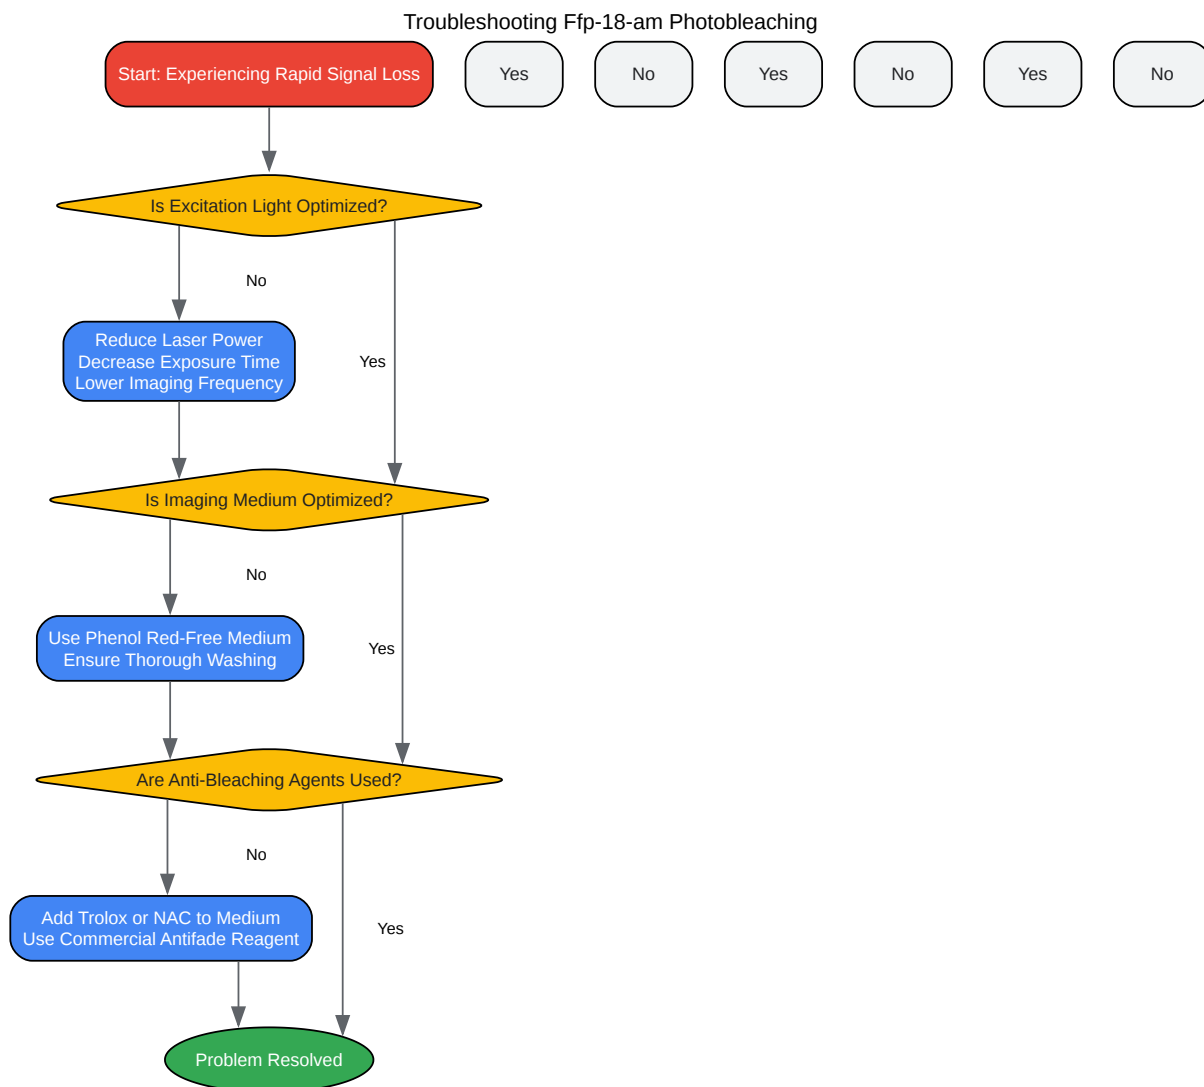 Troubleshooting Ffp-18-am Photobleaching
Start: Experiencing Rapid Signal Loss
Yes
No
Yes
No
Yes
No
Is Excitation Light Optimized?
No
Reduce Laser Power
Decrease Exposure Time
Lower Imaging Frequency
Yes
Is Imaging Medium Optimized?
No
Use Phenol Red-Free Medium
Ensure Thorough Washing
Yes
Are Anti-Bleaching Agents Used?
No
Add Trolox or NAC to Medium
Use Commercial Antifade Reagent
Yes
Problem Resolved